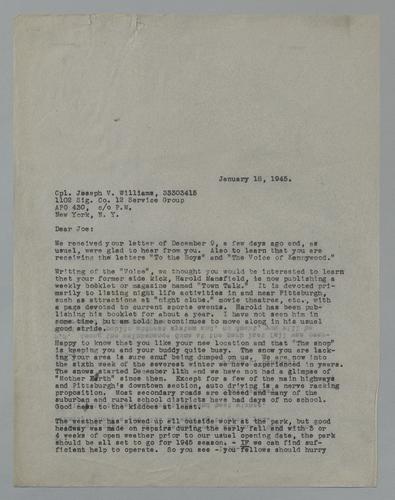 January 18, 1945.
Cpl. Joseph V. Williams, 33303415
1102 Sig. Co. 12 Service Group
APO 430, c/o P.M.
New York, N. Y.
Dear Joe:
We received your letter of December 9, a few days ago and, as
usual, were glad to hear from you. Also to learn that you are
receiving the letters "To the Boys" and "The Voice of Kennywood."
Writing of the "Voice", we thought you would be interested to learn
that your former side kick, Harold Mansfield, is now publishing a
weekly booklet or magazine named "Town Talk." It is devoted pri-
marily to listing night life activities in and near Pittsburgh,
such as attractions at "night clubs," movie theatres, etc., with
a page devoted to current sports events. Harold has been pub-
lishing his booklet for about a year. I have not seen him in
some time, but am told he continues to move along in his usual
good stride.
Happy to know that you like your new location and that "The shop"
is keeping you and your buddy quite busy. The snow you are lack-
ing your area is sure enuf being dumped on us. We are now into
the sixth week of the severest winter we have experienced in years.
The snows started December 11th and we have not had a glimpse of
"Mother Earth" since then. Except for a few of the main highways
and Pittsburgh's downtown section, auto driving is a nerve racking
proposition. Most secondary roads are closed and many of the
suburban and rural school districts have had days of no school.
Good news to the kiddoes at least.
The weather has slowed up all outside work at the park, but good
headway was made on repairs during the early fall and with 3 or
4 weeks of open weather prior to our usual opening date, the park
should be all set to go for 1945 season. - IF we can find suf-
ficient help to operate. So you see - you fellows should hurry